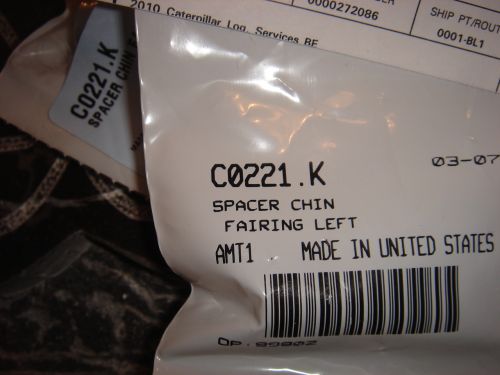 2010 Caterpillar Log. Services BE
0000272086
SHIP PT/ROUT
0001-BL1
C0221.K
SPACER CHIN
C0221.K
SPACER CHIN
FAIRING LEFT
AMT1 MADE IN UNITED STATES
03-07
OP.